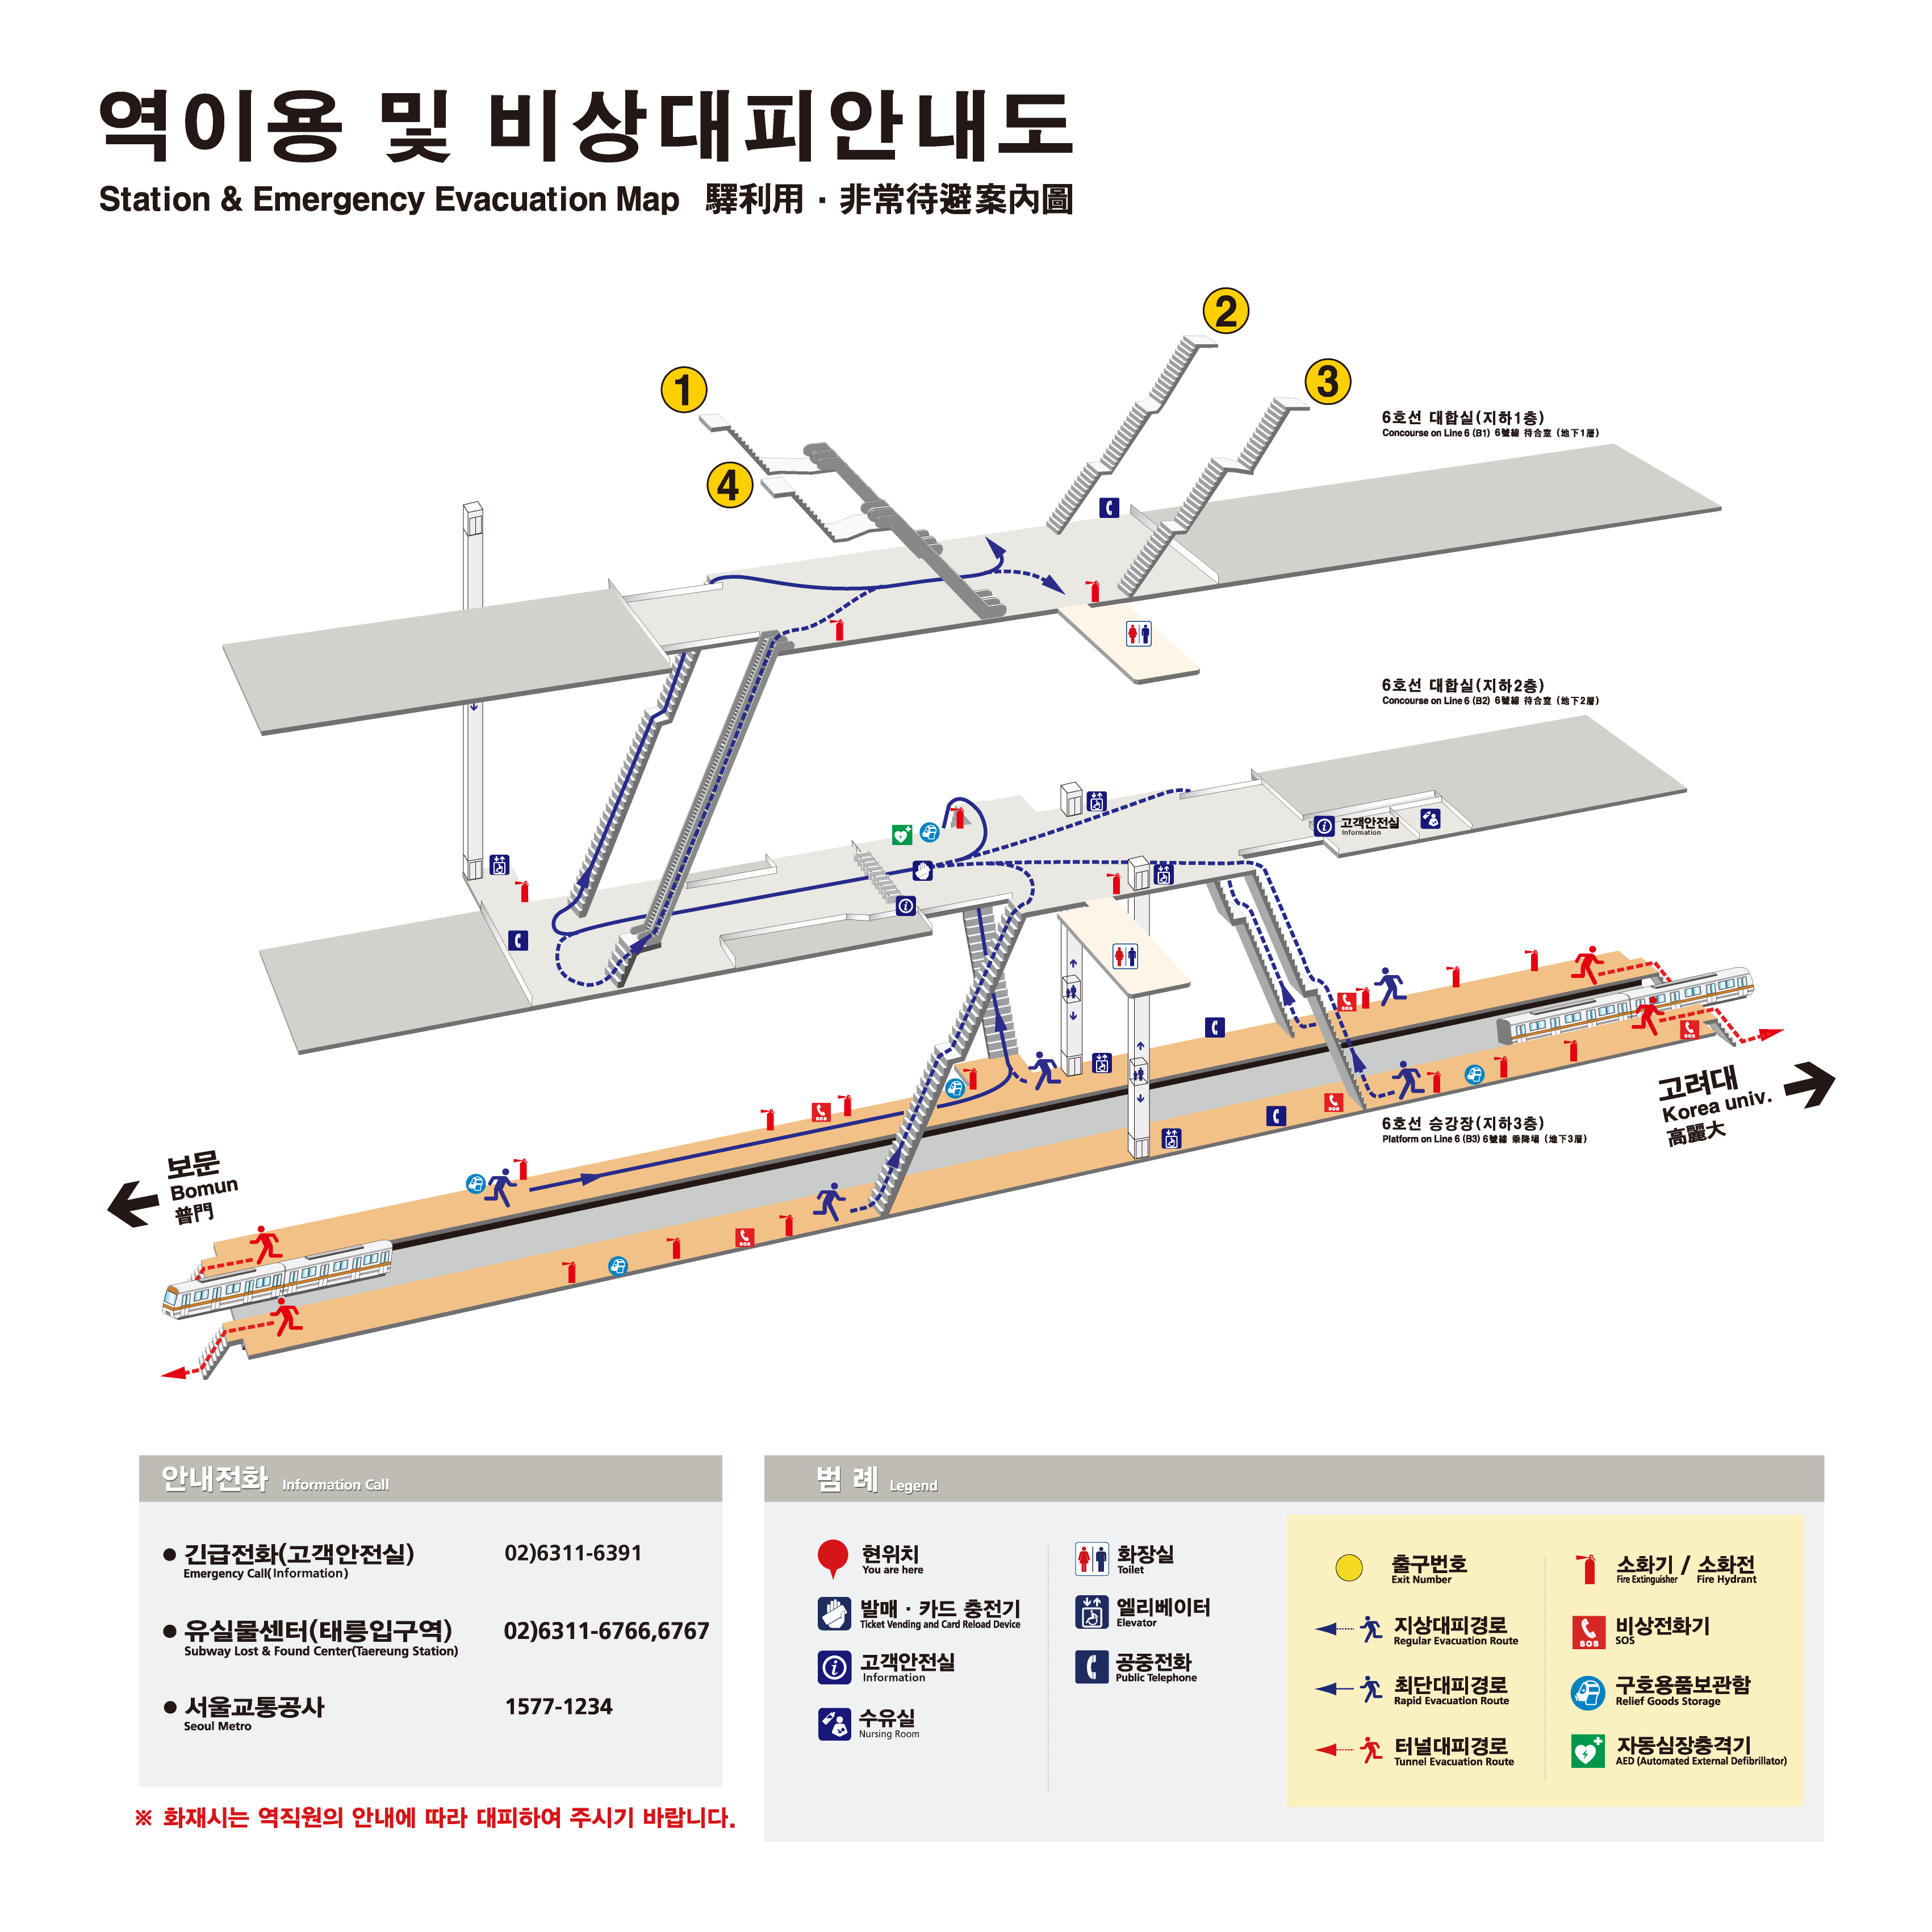 역이용 및 비상대피안내도
Station & Emergency Evacuation Map 驛利用 · 非常待避案內圖
2
1
3
4
6호선 대합실(지하1층)
Concourse on Line 6 (B1) 6號線 待合室 (地下1層)
6호선 대합실(지하2층)
Concourse on Line 6 (B2) 6號線 待合室 (地下2層)
고객안전실
Information
SOS
SOS
SOS
SOS
SOS
고려대
Korea univ.
高麗大
6호선 승강장(지하3층)
Platform on Line 6 (B3) 6號線 乘降場 (地下3層)
보문
Bomun
普門
안내전화 Information Call
긴급전화(고객안전실) 02)6311-6391
Emergency Call(Information)
유실물센터(태릉입구역) 02)6311-6766,6767
Subway Lost & Found Center(Taereung Station)
서울교통공사 1577-1234
Seoul Metro
※ 화재시는 역직원의 안내에 따라 대피하여 주시기 바랍니다.
범 례 Legend
현위치
You are here
발매 · 카드 충전기
Ticket Vending and Card Reload Device
고객안전실
Information
수유실
Nursing Room
화장실
Toilet
엘리베이터
Elevator
공중전화
Public Telephone
출구번호
Exit Number
지상대피경로
Regular Evacuation Route
최단대피경로
Rapid Evacuation Route
터널대피경로
Tunnel Evacuation Route
소화기 / 소화전
Fire Extinguisher Fire Hydrant
SOS
비상전화기
SOS
구호용품보관함
Relief Goods Storage
자동심장충격기
AED (Automated External Defibrillator)